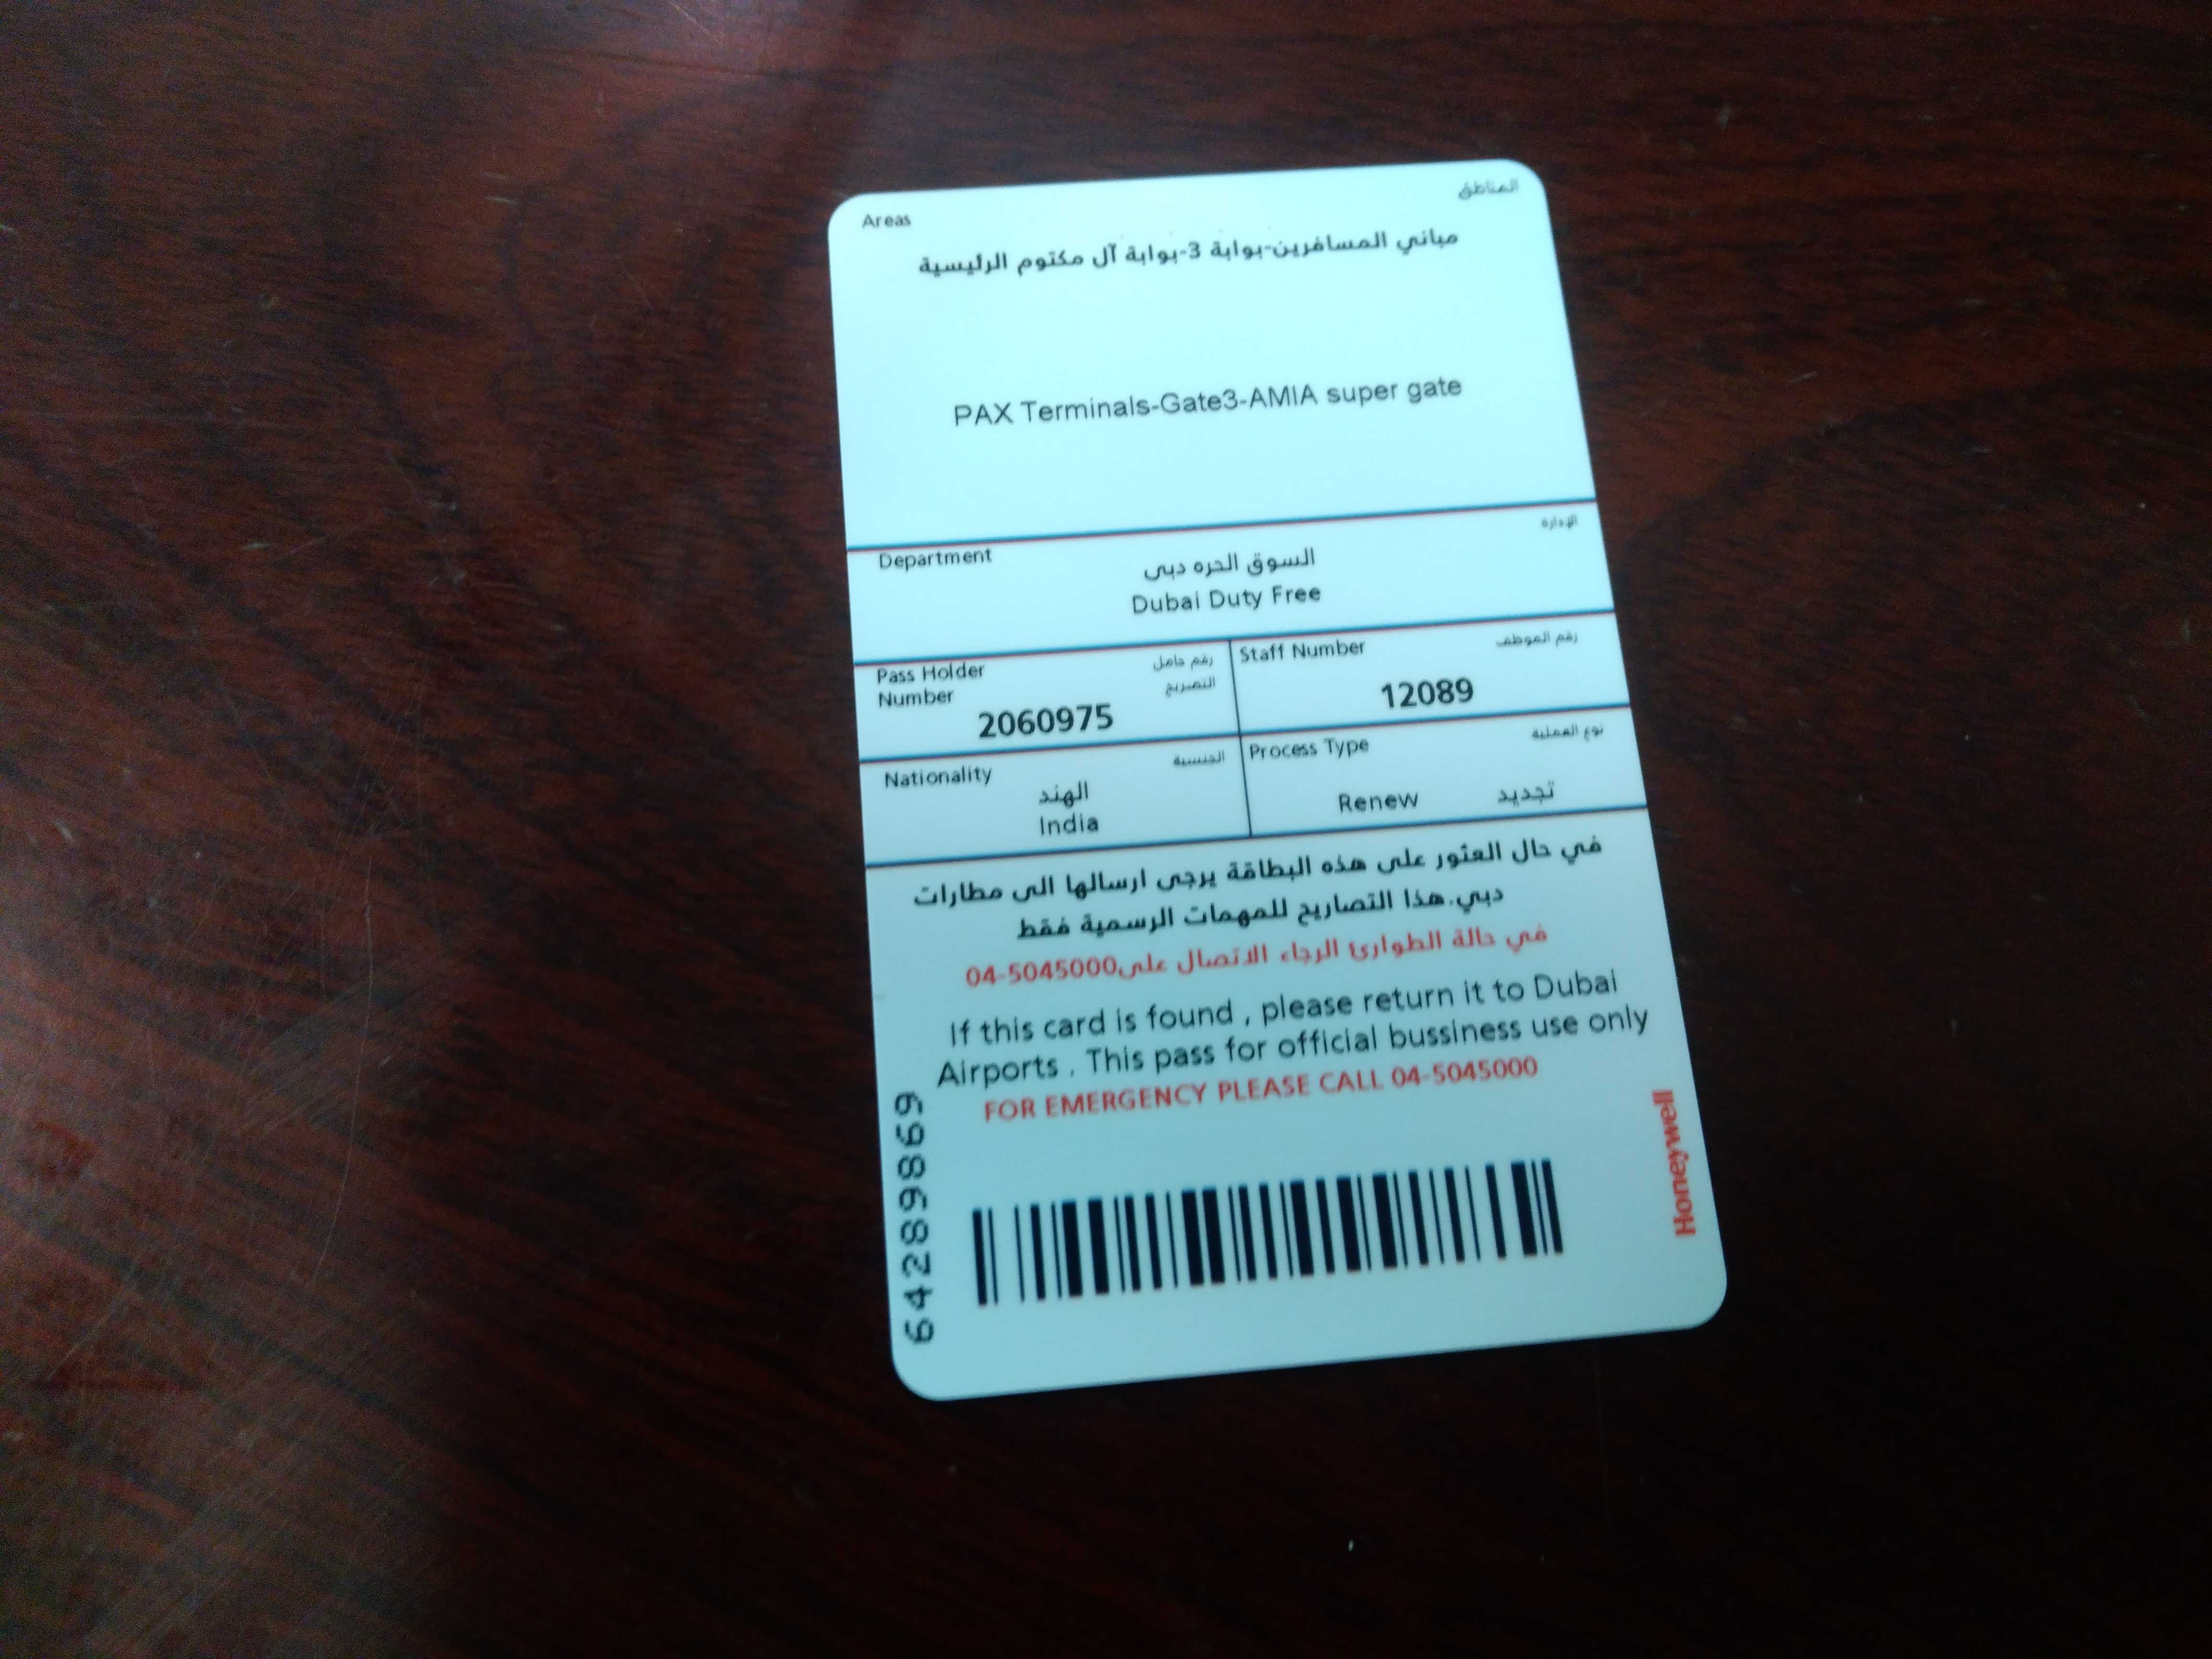 Areas المناطق
مباني المسافرين-بوابة 3-بوابة آل مكتوم الرئيسية
PAX Terminals-Gate3-AMIA super gate
Department الإدارة
السوق الحره دبى
Dubai Duty Free
Pass Holder Number رقم حامل التصريح
2060975
Staff Number رقم الموظف
12089
Nationality الجنسية
الهند
India
Process Type نوع العملية
Renew تجديد
في حال العثور على هذه البطاقة يرجى ارسالها الى مطارات
دبي.هذا التصاريح للمهمات الرسمية فقط
في حالة الطوارئ الرجاء الاتصال على04-5045000
If this card is found , please return it to Dubai
Airports . This pass for official bussiness use only
FOR EMERGENCY PLEASE CALL 04-5045000
64289869
Honeywell